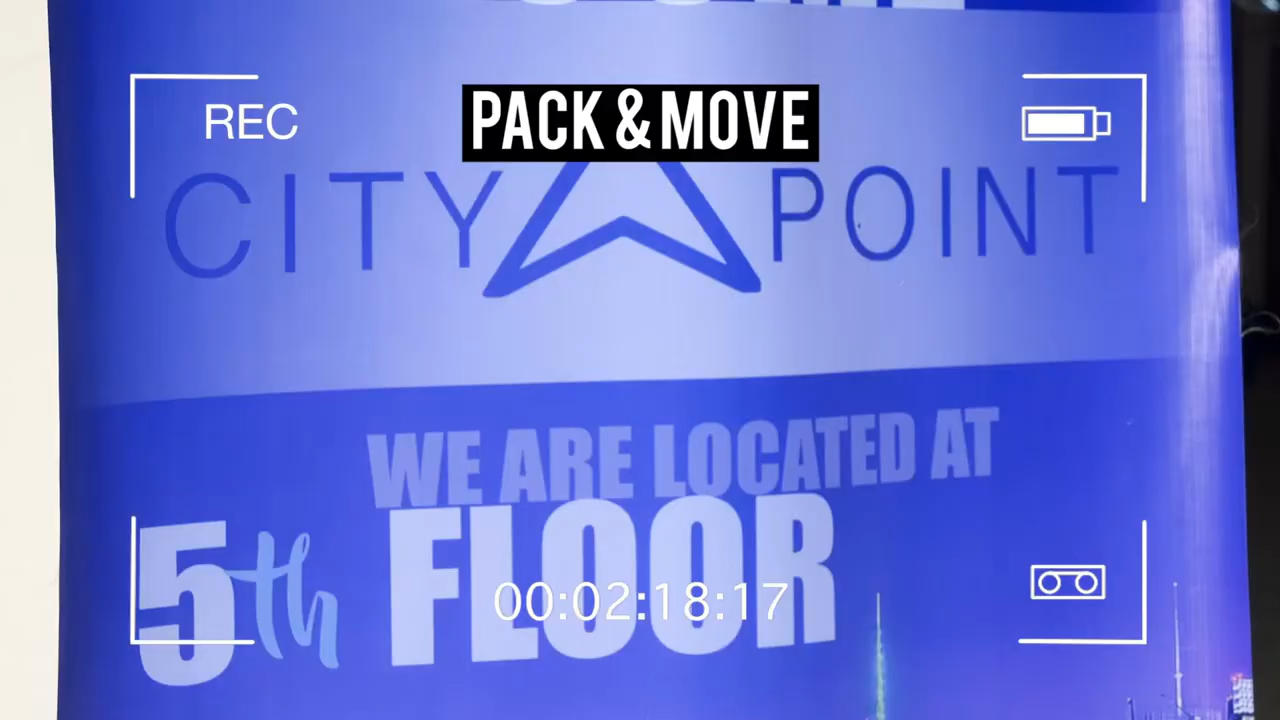 REC
PACK & MOVE
CITY POINT
WE ARE LOCATED AT
5th FLOOR
00:02:18:17